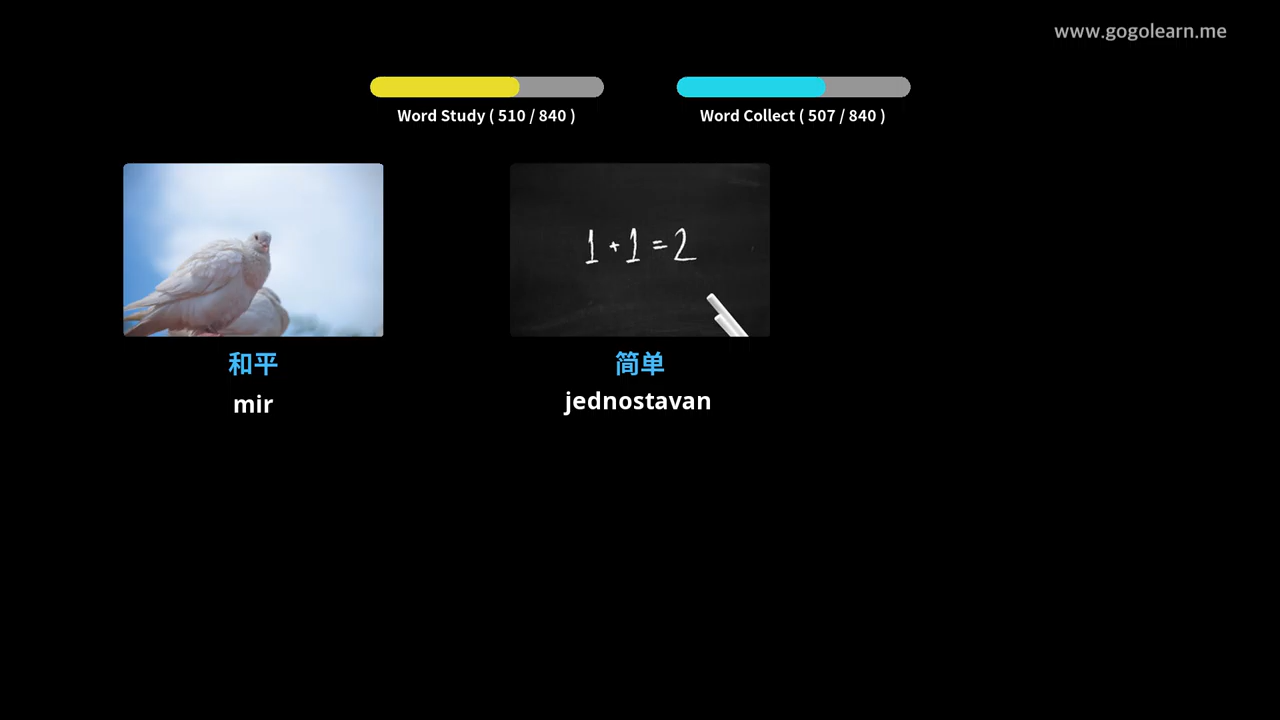 www.gogolearn.me
Word Study ( 510 / 840 )
Word Collect ( 507 / 840 )
1+1=2
和平
mir
简单
jednostavan